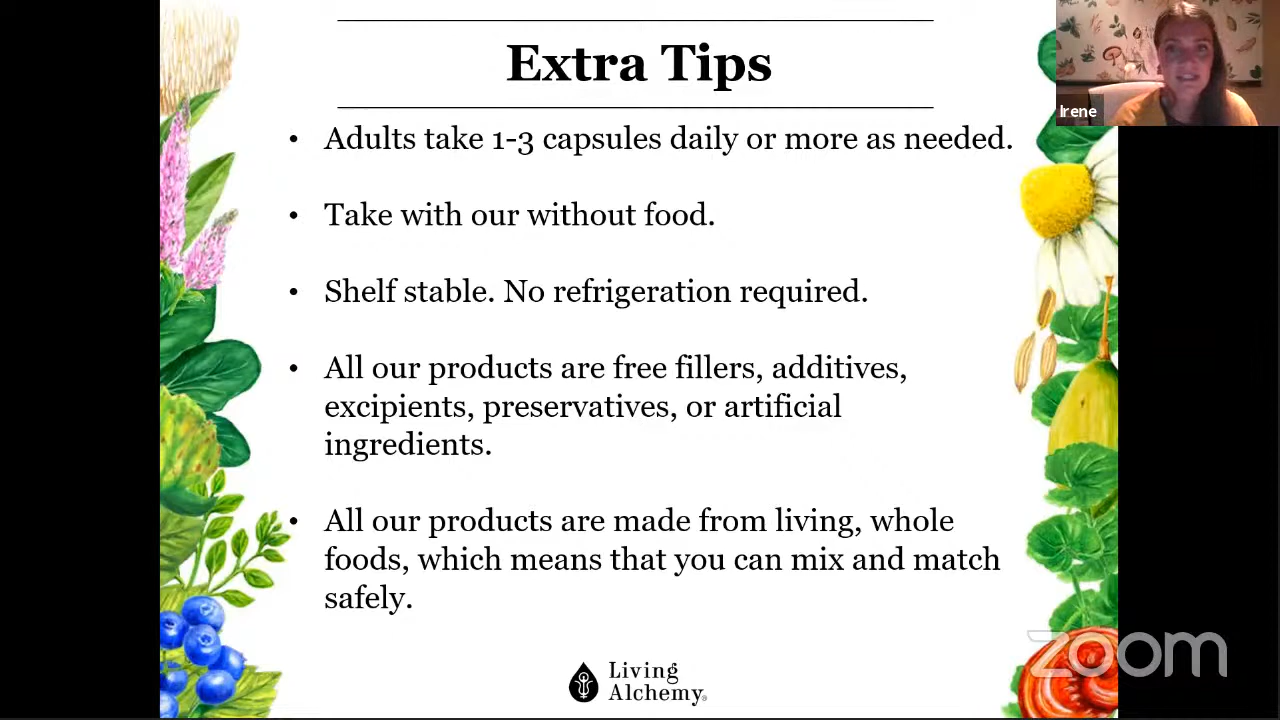 Extra Tips
Irene
• Adults take 1-3 capsules daily or more as needed.
• Take with our without food.
• Shelf stable. No refrigeration required.
• All our products are free fillers, additives,
excipients, preservatives, or artificial
ingredients.
• All our products are made from living, whole
foods, which means that you can mix and match
safely.
zoom
Living
Alchemy®